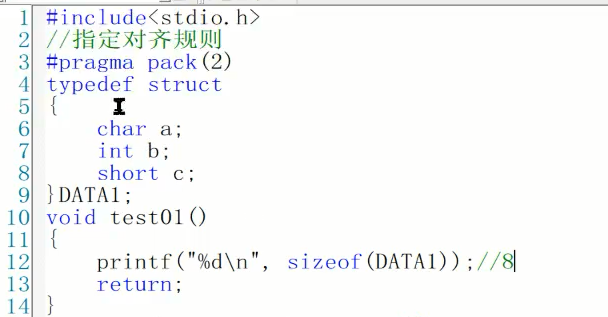 1 #include<stdio.h>
2 //指定对齐规则
3 #pragma pack(2)
4 typedef struct
5 {
6     char a;
7     int b;
8     short c;
9 }DATA1;
10 void test01()
11 {
12     printf("%d\n", sizeof(DATA1));//8
13     return;
14 }